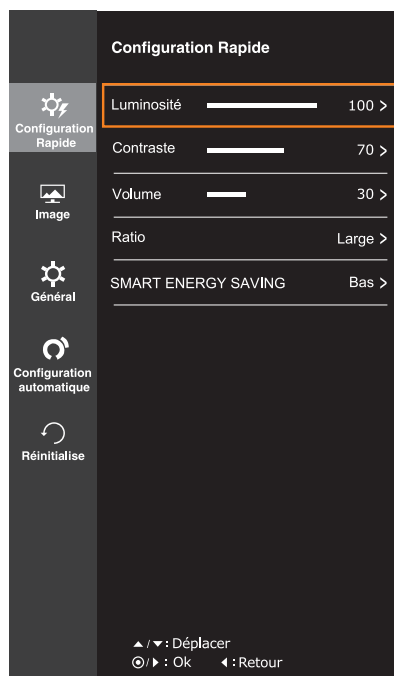 Configuration Rapide
Configuration
Rapide
Image
Général
Configuration
automatique
Réinitialise
Luminosité 100 >
Contraste 70 >
Volume 30 >
Ratio Large >
SMART ENERGY SAVING Bas >
▲ / ▼ : Déplacer
◉/▶ : Ok ◀ : Retour